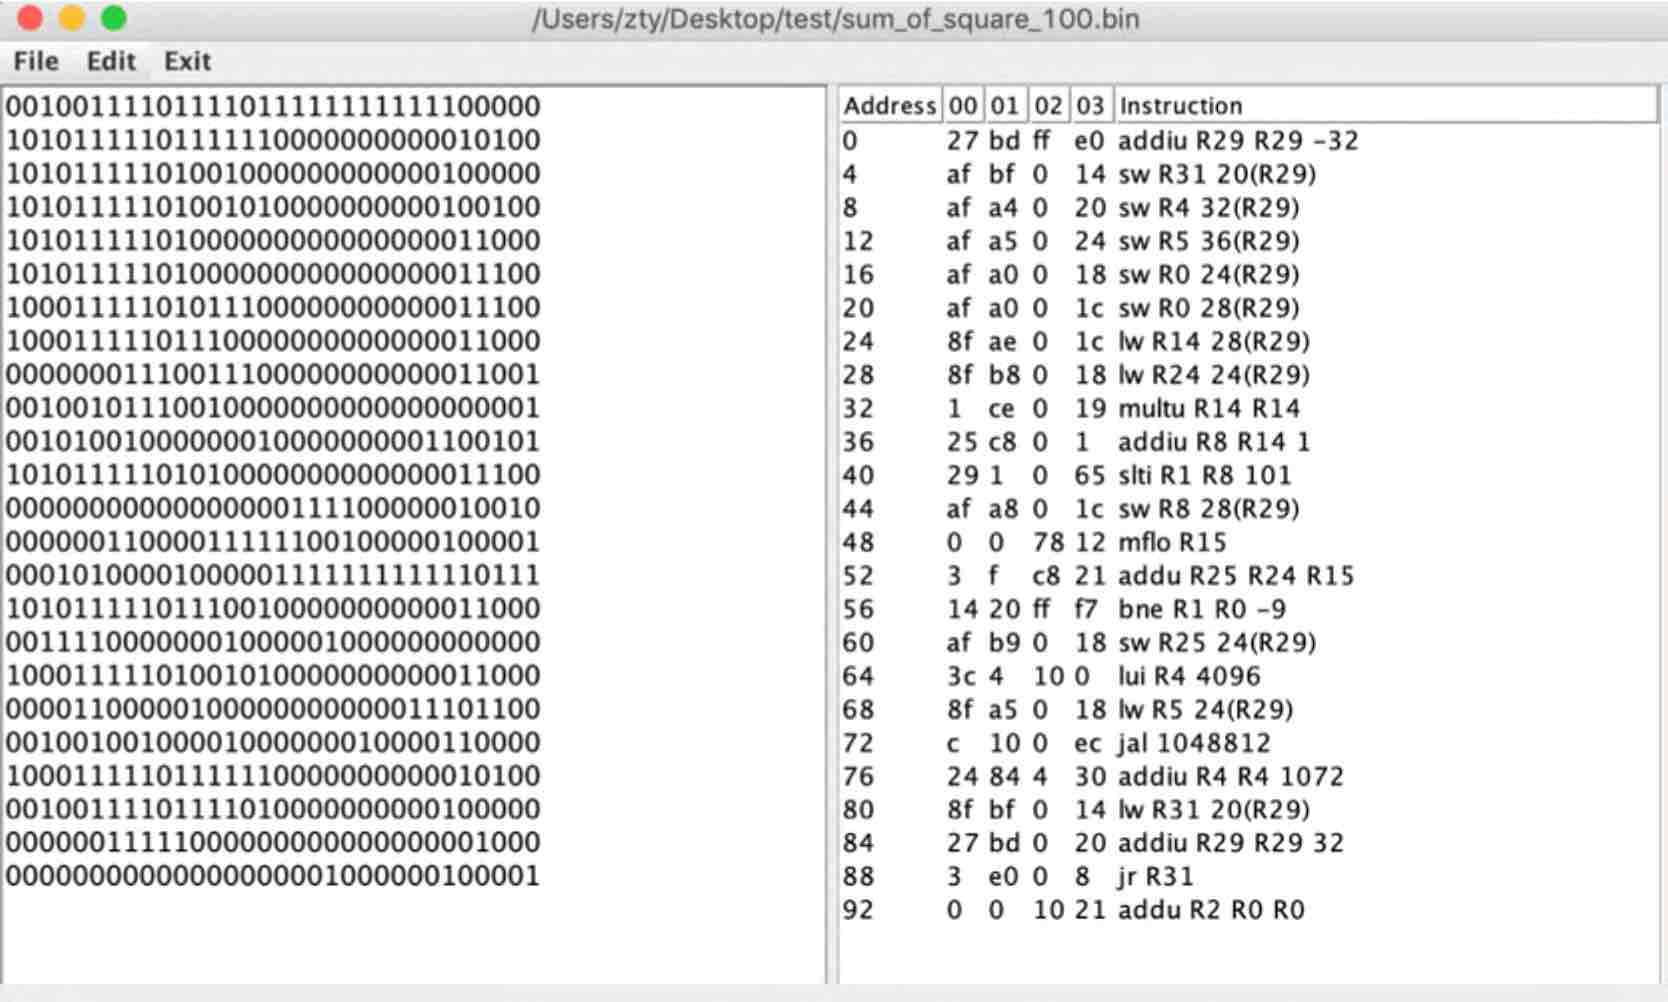 /Users/zty/Desktop/test/sum_of_square_100.bin
File Edit Exit
00100111101111011111111111100000
10101111101111110000000000010100
10101111101001000000000000100000
10101111101001010000000000100100
10101111101000000000000000011000
10101111101000000000000000011100
10001111101011100000000000011100
10001111101110000000000000011000
00000001110011100000000000011001
00100101110010000000000000000001
00101001000000010000000001100101
10101111101010000000000000011100
00000000000000000111100000010010
00000011000011111100100000100001
00010100001000001111111111110111
10101111101110010000000000011000
00111100000001000001000000000000
10001111101001010000000000011000
00001100000100000000000011101100
00100100100001000000010000110000
10001111101111110000000000010100
00100111101111010000000000100000
00000011111000000000000000001000
00000000000000000001000000100001
Address 00 01 02 03 Instruction
0 27 bd ff e0 addiu R29 R29 -32
4 af bf 0 14 sw R31 20(R29)
8 af a4 0 20 sw R4 32(R29)
12 af a5 0 24 sw R5 36(R29)
16 af a0 0 18 sw R0 24(R29)
20 af a0 0 1c sw R0 28(R29)
24 8f ae 0 1c lw R14 28(R29)
28 8f b8 0 18 lw R24 24(R29)
32 1 ce 0 19 multu R14 R14
36 25 c8 0 1 addiu R8 R14 1
40 29 1 0 65 slti R1 R8 101
44 af a8 0 1c sw R8 28(R29)
48 0 0 78 12 mflo R15
52 3 f c8 21 addu R25 R24 R15
56 14 20 ff f7 bne R1 R0 -9
60 af b9 0 18 sw R25 24(R29)
64 3c 4 10 0 lui R4 4096
68 8f a5 0 18 lw R5 24(R29)
72 c 10 0 ec jal 1048812
76 24 84 4 30 addiu R4 R4 1072
80 8f bf 0 14 lw R31 20(R29)
84 27 bd 0 20 addiu R29 R29 32
88 3 e0 0 8 jr R31
92 0 0 10 21 addu R2 R0 R0